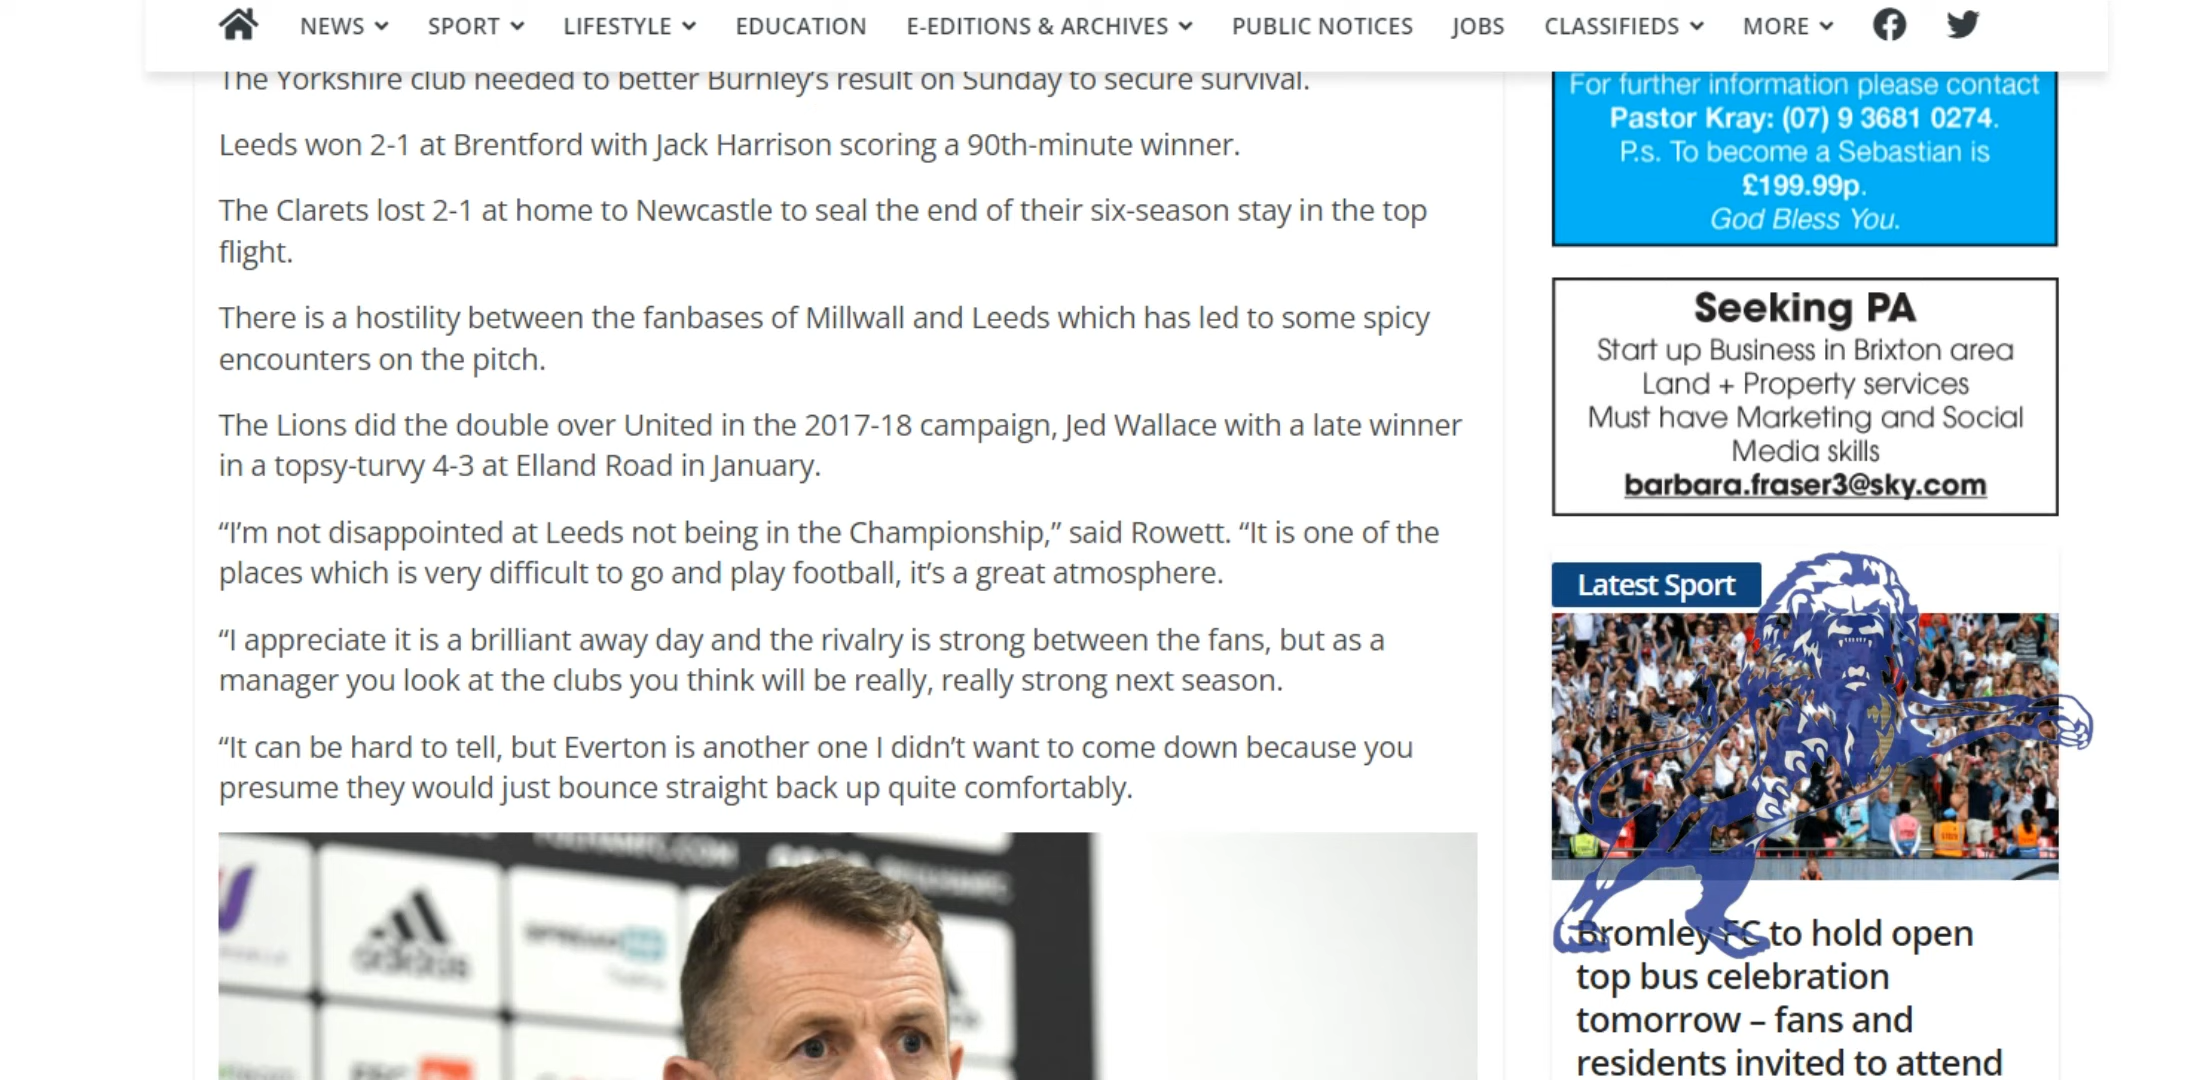 NEWS SPORT LIFESTYLE EDUCATION E-EDITIONS & ARCHIVES PUBLIC NOTICES JOBS CLASSIFIEDS MORE
The Yorkshire club needed to better Burnley’s result on Sunday to secure survival.
Leeds won 2-1 at Brentford with Jack Harrison scoring a 90th-minute winner.
The Clarets lost 2-1 at home to Newcastle to seal the end of their six-season stay in the top
flight.
There is a hostility between the fanbases of Millwall and Leeds which has led to some spicy
encounters on the pitch.
The Lions did the double over United in the 2017-18 campaign, Jed Wallace with a late winner
in a topsy-turvy 4-3 at Elland Road in January.
“I’m not disappointed at Leeds not being in the Championship,” said Rowett. “It is one of the
places which is very difficult to go and play football, it’s a great atmosphere.
“I appreciate it is a brilliant away day and the rivalry is strong between the fans, but as a
manager you look at the clubs you think will be really, really strong next season.
“It can be hard to tell, but Everton is another one I didn’t want to come down because you
presume they would just bounce straight back up quite comfortably.
adidas
For further information please contact
Pastor Kray: (07) 9 3681 0274.
P.s. To become a Sebastian is
£199.99p.
God Bless You.
Seeking PA
Start up Business in Brixton area
Land + Property services
Must have Marketing and Social
Media skills
barbara.fraser3@sky.com
Latest Sport
Bromley FC to hold open
top bus celebration
tomorrow – fans and
residents invited to attend